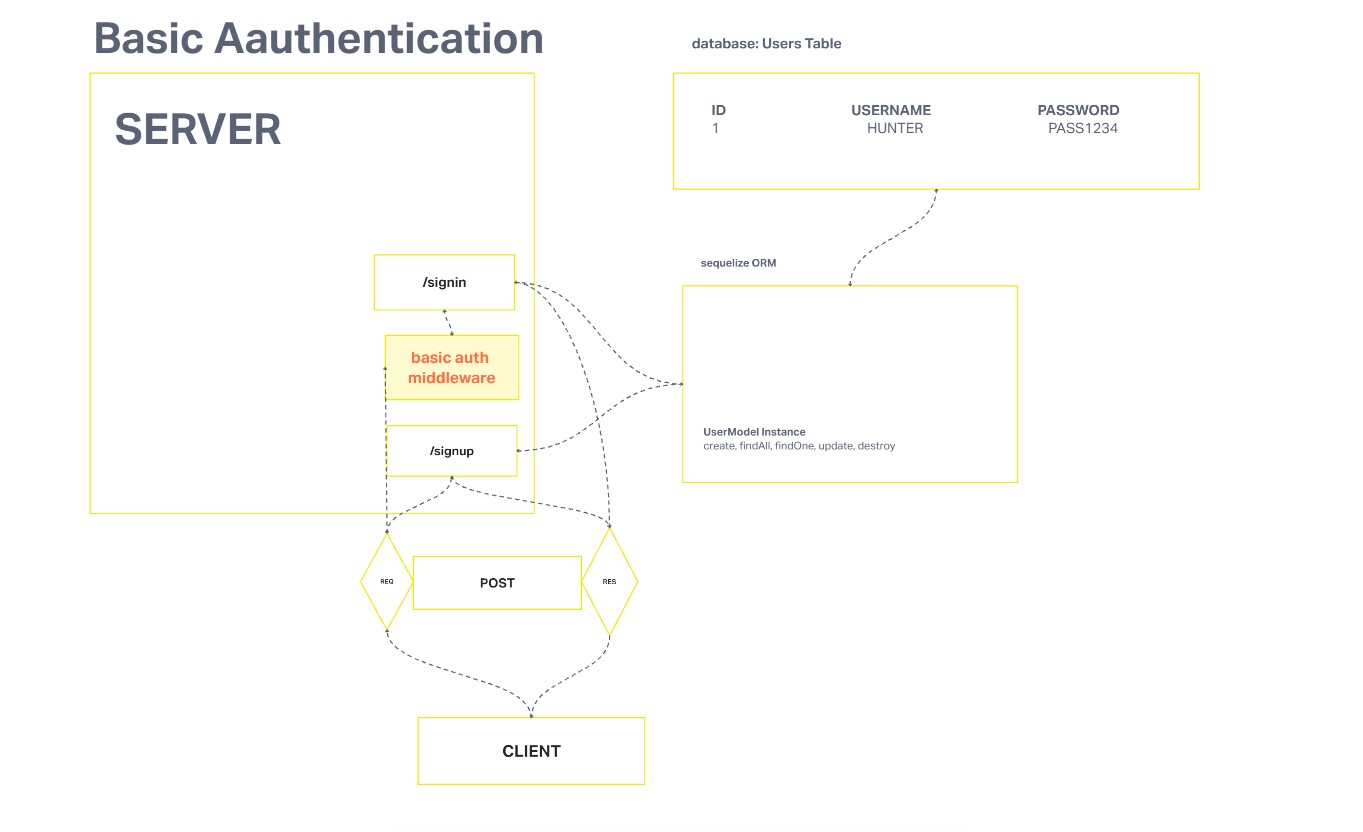 Basic Aauthentication
database: Users Table
SERVER
ID USERNAME PASSWORD
1 HUNTER PASS1234
sequelize ORM
/signin
basic auth
middleware
/signup
UserModel Instance
create, findAll, findOne, update, destroy
REQ
POST
RES
CLIENT